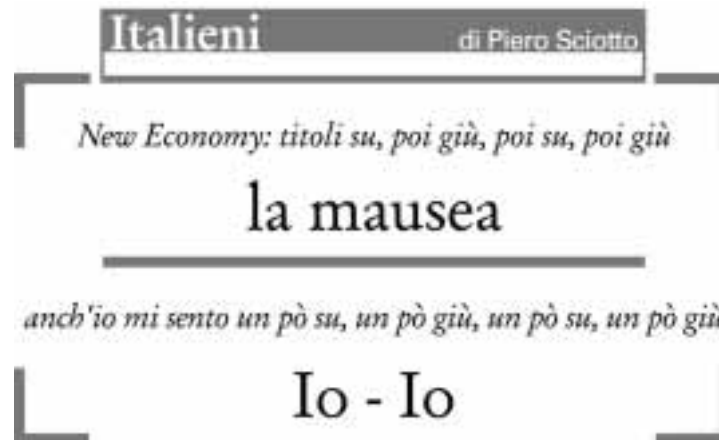 Italieni
di Piero Sciotto
New Economy: titoli su, poi giù, poi su, poi giù
la mausea
anch'io mi sento un pò su, un pò giù, un pò su, un pò giù
Io - Io